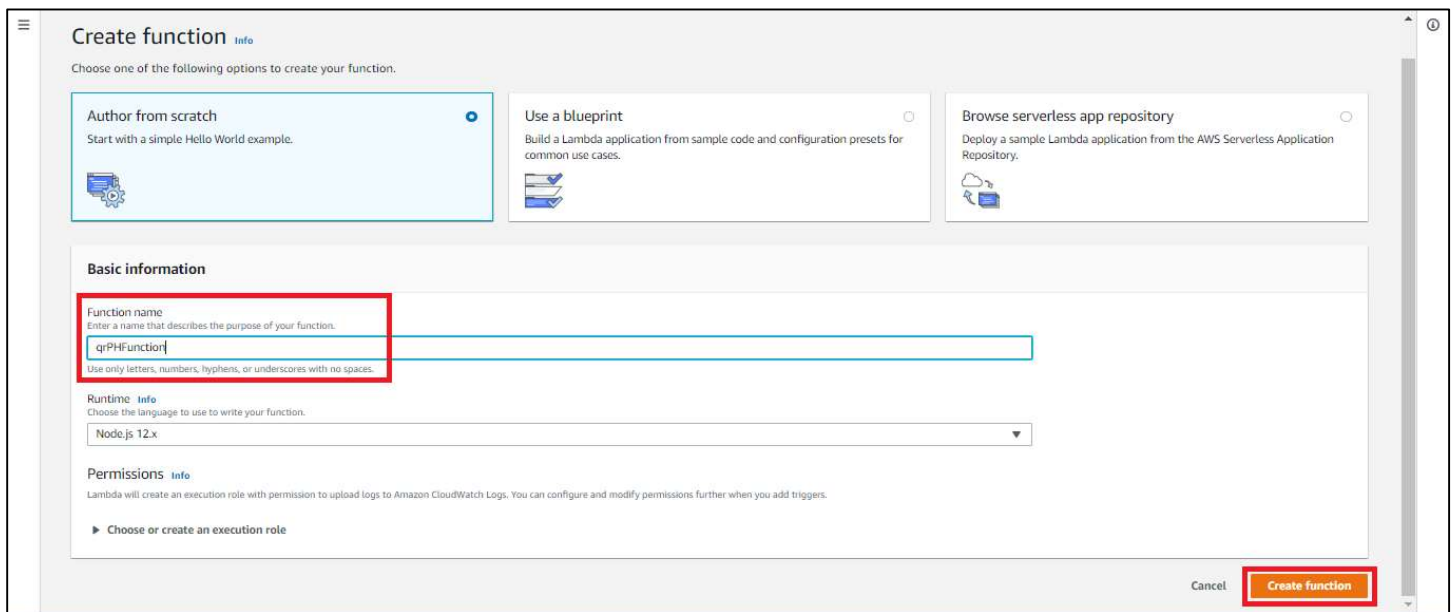 Create function Info
Choose one of the following options to create your function.
Author from scratch
Start with a simple Hello World example.
Use a blueprint
Build a Lambda application from sample code and configuration presets for
common use cases.
Browse serverless app repository
Deploy a sample Lambda application from the AWS Serverless Application
Repository.
Basic information
Function name
Enter a name that describes the purpose of your function.
qrPHFunction
Use only letters, numbers, hyphens, or underscores with no spaces.
Runtime Info
Choose the language to use to write your function.
Node.js 12.x
Permissions Info
Lambda will create an execution role with permission to upload logs to Amazon CloudWatch Logs. You can configure and modify permissions further when you add triggers.
Choose or create an execution role
Cancel Create function